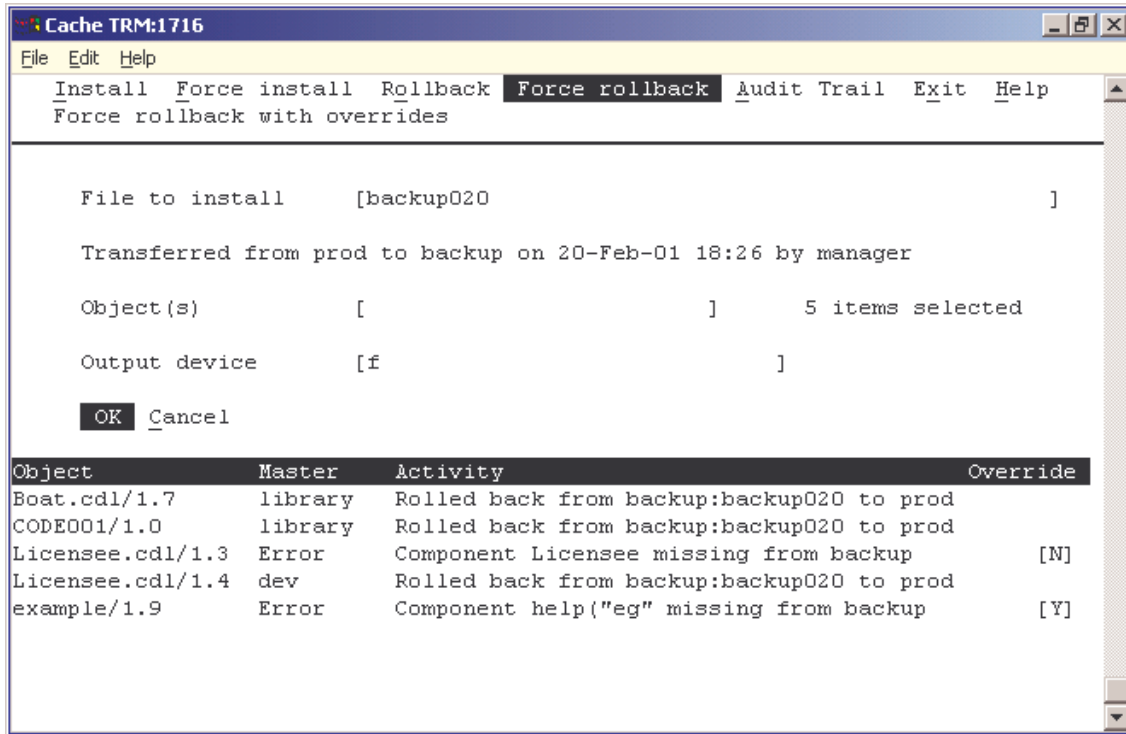 Cache TRM:1716
File Edit Help
Install Force install Rollback Force rollback Audit Trail Exit Help
Force rollback with overrides
File to install [backup020 ]
Transferred from prod to backup on 20-Feb-01 18:26 by manager
Object(s) [ ] 5 items selected
Output device [f ]
OK Cancel
Object Master Activity Override
Boat.cdl/1.7 library Rolled back from backup:backup020 to prod
CODE001/1.0 library Rolled back from backup:backup020 to prod
Licensee.cdl/1.3 Error Component Licensee missing from backup [N]
Licensee.cdl/1.4 dev Rolled back from backup:backup020 to prod
example/1.9 Error Component help("eg" missing from backup [Y]